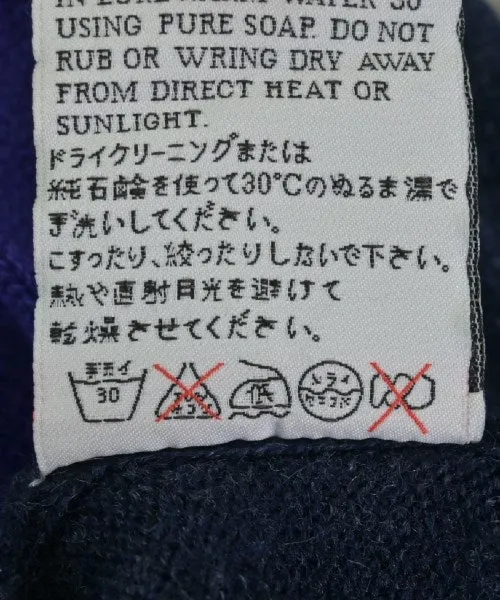 IN LUKE WARM WATER 30
USING PURE SOAP. DO NOT
RUB OR WRING DRY AWAY
FROM DIRECT HEAT OR
SUNLIGHT.
ドライクリーニングまたは
純石鹸を使って30℃のぬるま湯で
手洗いしてください。
こすったり、絞ったりしないで下さい。
熱や直射日光を避けて
乾燥させてください。
手洗イ
30
低
ドライ